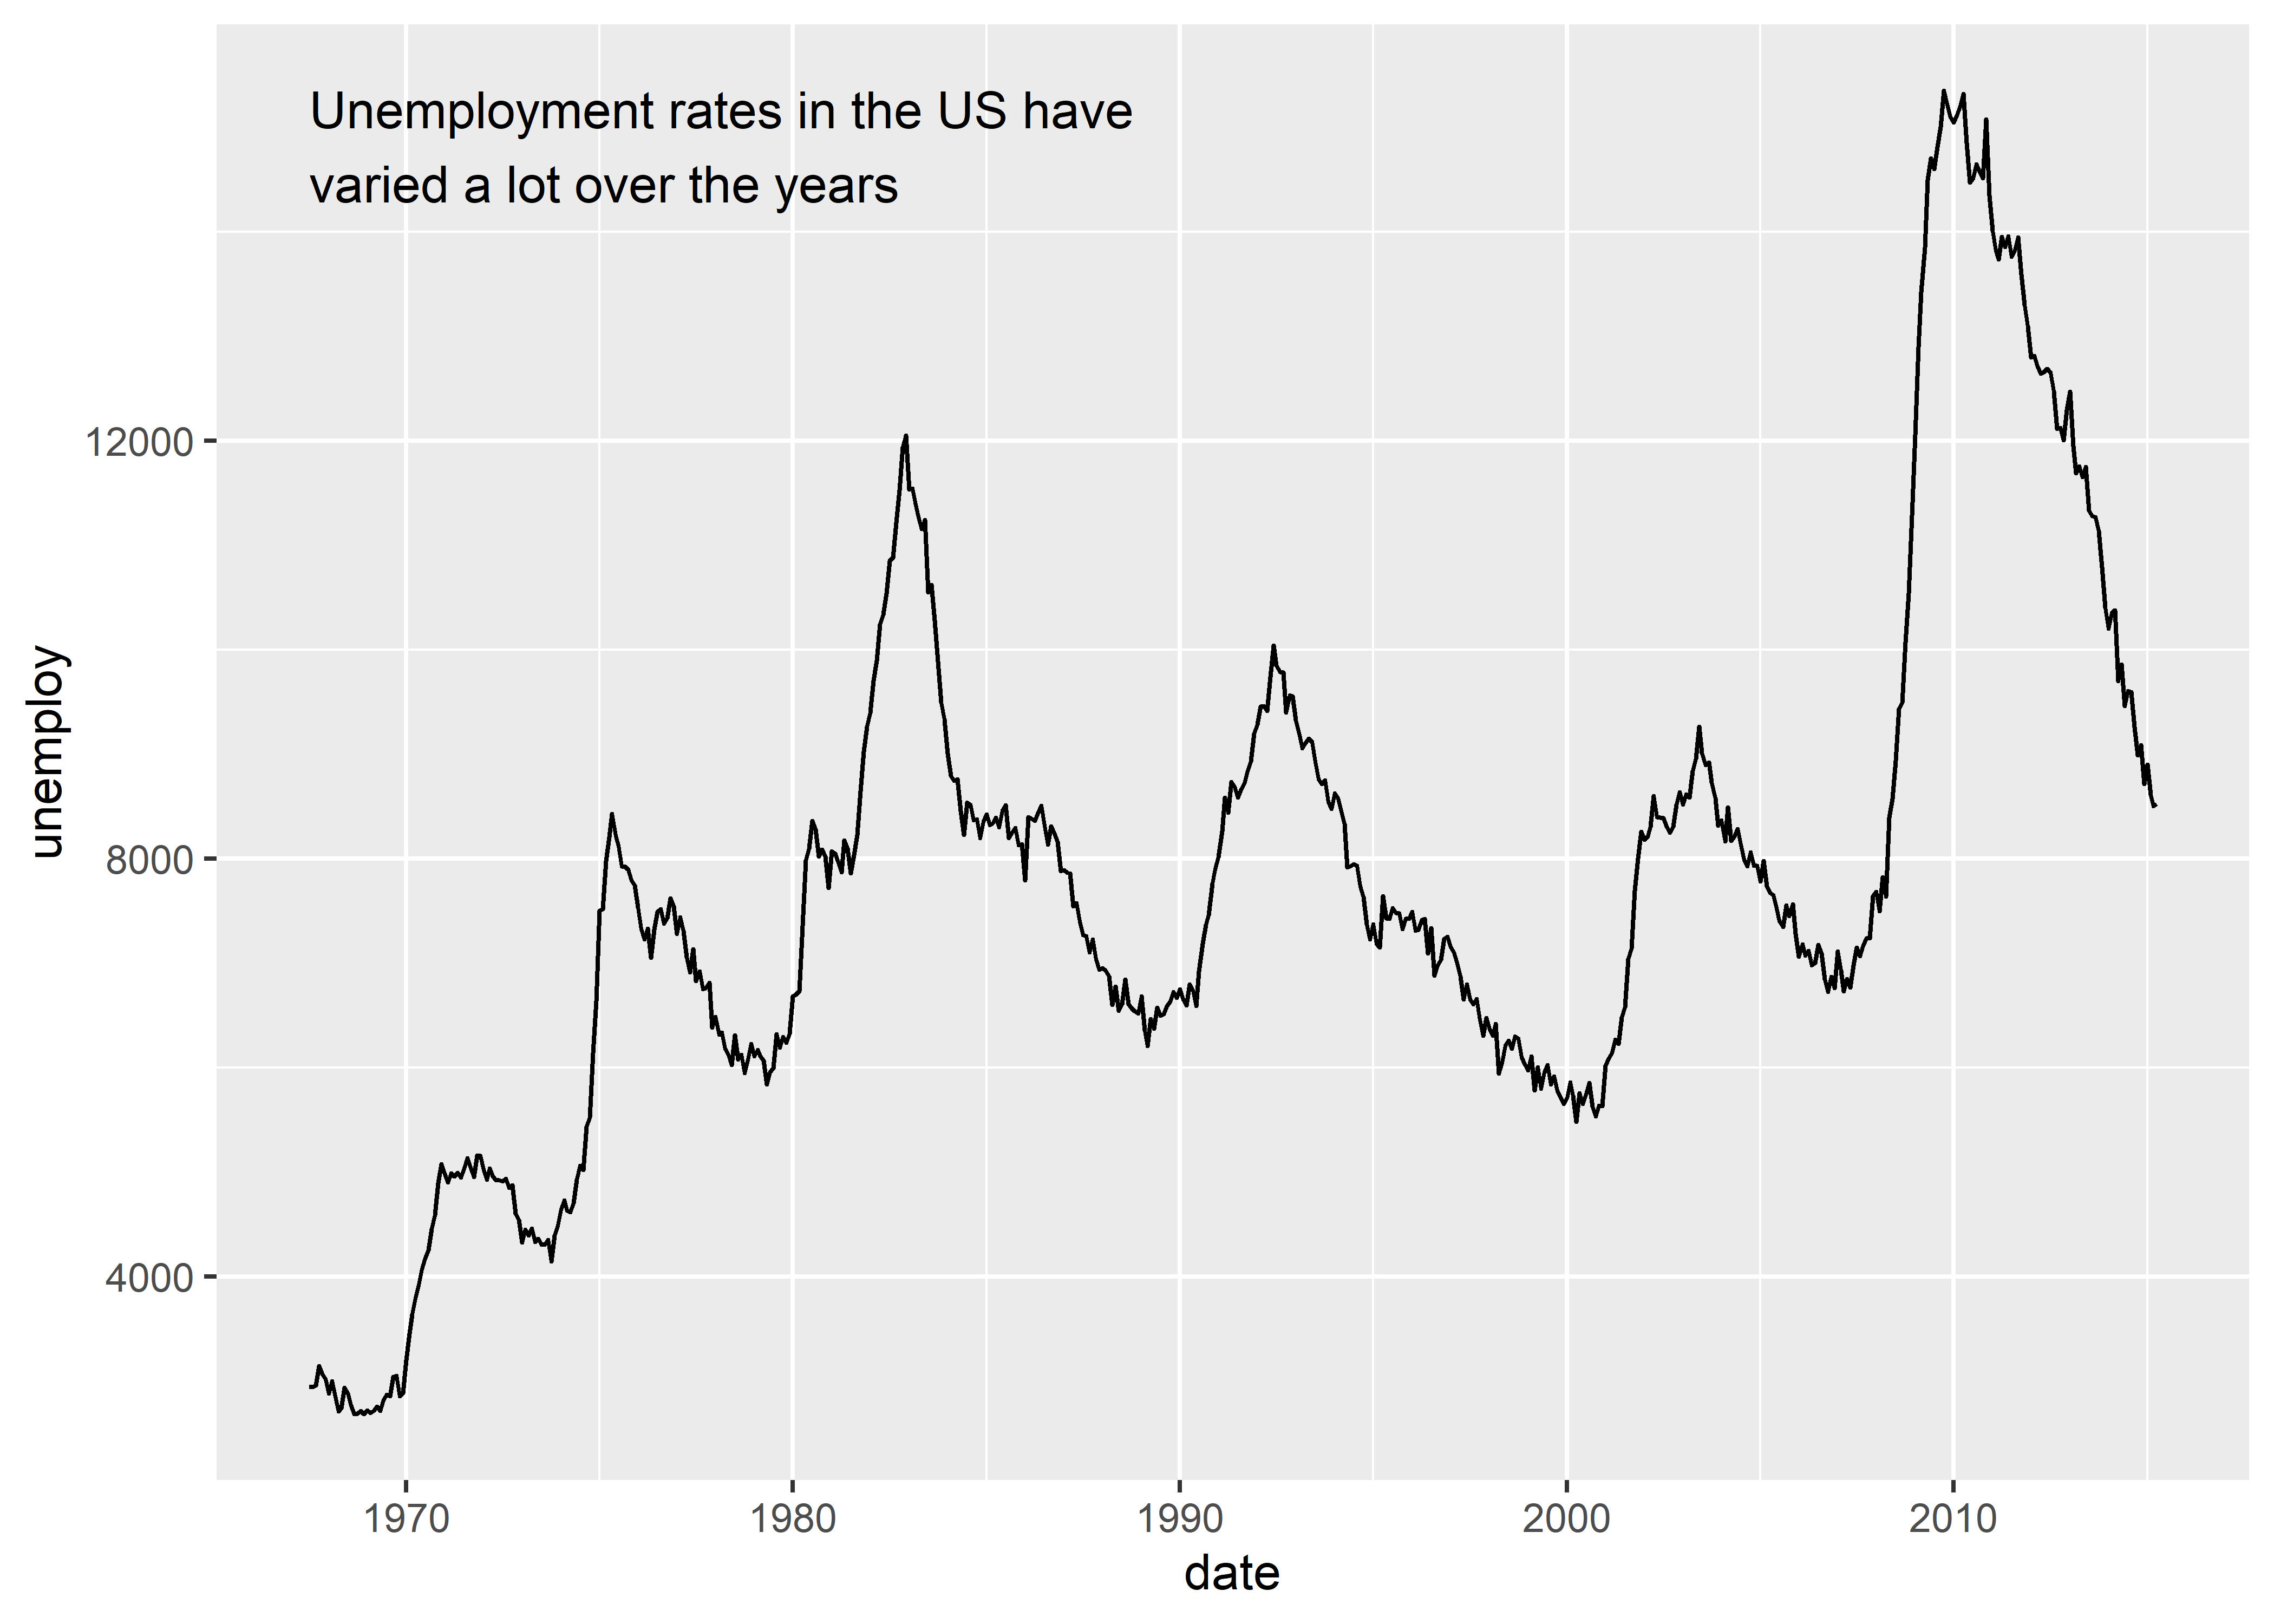 Unemployment rates in the US have
varied a lot over the years
unemploy
12000
8000
4000
1970
1980
1990
2000
2010
date